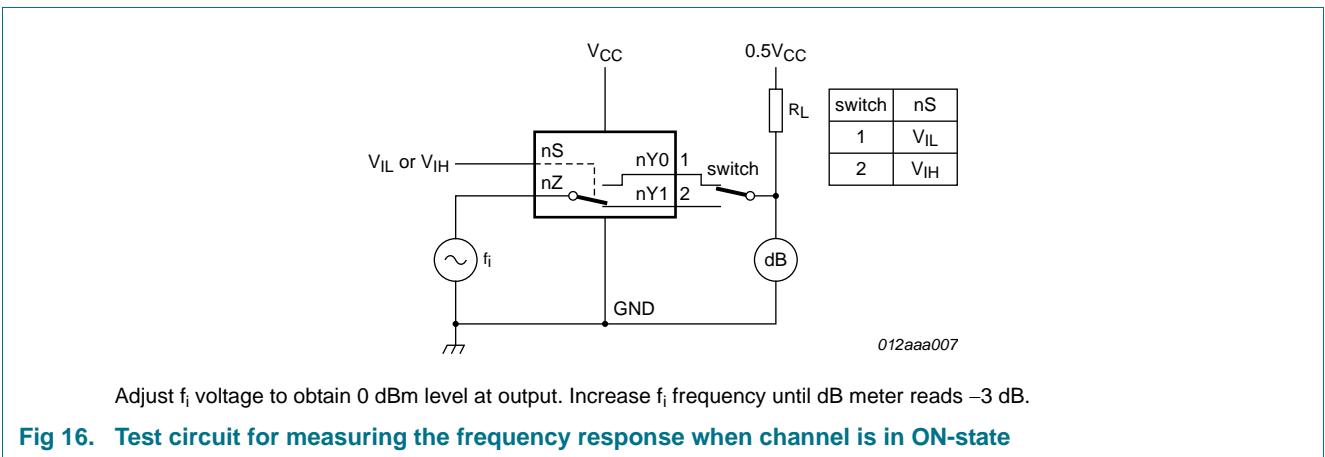 VCC 0.5VCC
RL
switch nS
1 VIL
2 VIH
VIL or VIH
nS
nZ
nY0 1
nY1 2
switch
fi
dB
GND
012aaa007
Adjust fi voltage to obtain 0 dBm level at output. Increase fi frequency until dB meter reads −3 dB.
Fig 16. Test circuit for measuring the frequency response when channel is in ON-state